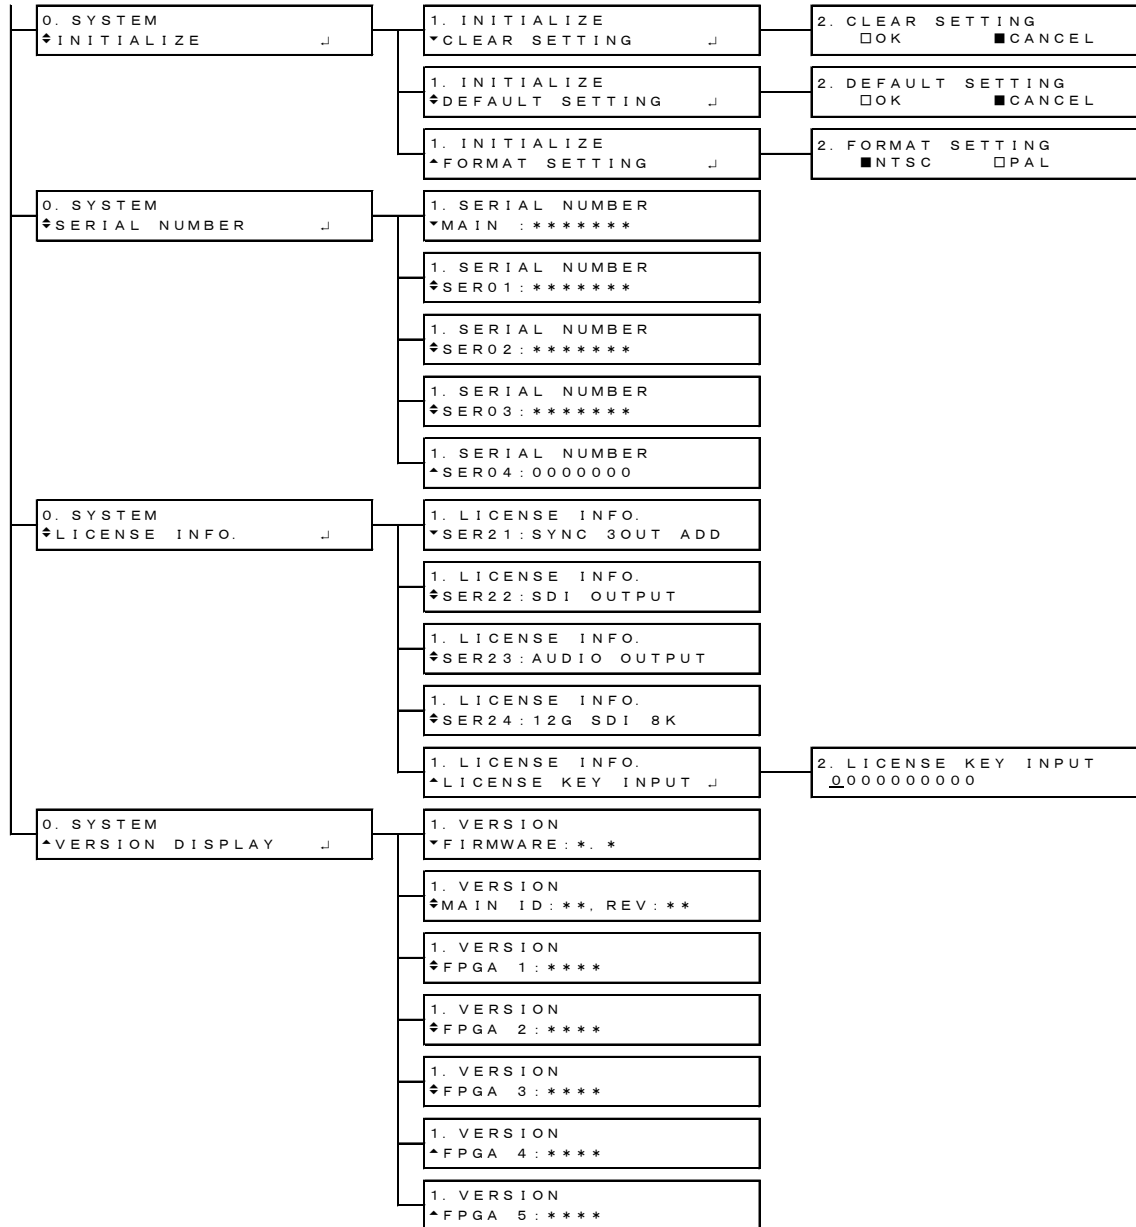 0. SYSTEM
INITIALIZE ↵
1. INITIALIZE
▾CLEAR SETTING ↵
2. CLEAR SETTING
□OK ■CANCEL
1. INITIALIZE
DEFAULT SETTING ↵
2. DEFAULT SETTING
□OK ■CANCEL
1. INITIALIZE
▴FORMAT SETTING ↵
2. FORMAT SETTING
■NTSC □PAL
0. SYSTEM
SERIAL NUMBER ↵
1. SERIAL NUMBER
▾MAIN :*******
1. SERIAL NUMBER
SER01:*******
1. SERIAL NUMBER
SER02:*******
1. SERIAL NUMBER
SER03:*******
1. SERIAL NUMBER
▴SER04:0000000
0. SYSTEM
LICENSE INFO. ↵
1. LICENSE INFO.
▾SER21:SYNC 3OUT ADD
1. LICENSE INFO.
SER22:SDI OUTPUT
1. LICENSE INFO.
SER23:AUDIO OUTPUT
1. LICENSE INFO.
SER24:12G SDI 8K
1. LICENSE INFO.
▴LICENSE KEY INPUT ↵
2. LICENSE KEY INPUT
0000000000
0. SYSTEM
▴VERSION DISPLAY ↵
1. VERSION
▾FIRMWARE:*. *
1. VERSION
MAIN ID:**, REV:**
1. VERSION
FPGA 1:****
1. VERSION
FPGA 2:****
1. VERSION
FPGA 3:****
1. VERSION
▴FPGA 4:****
1. VERSION
▴FPGA 5:****